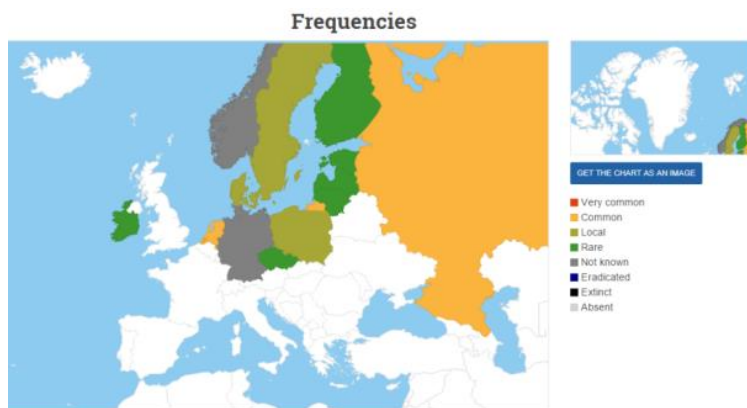 Frequencies
GET THE CHART AS AN IMAGE
Very common
Common
Local
Rare
Not known
Eradicated
Extinct
Absent